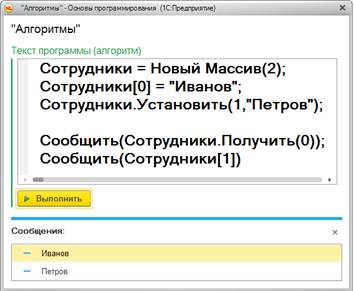 "Алгоритмы" - Основы программирования (1С:Предприятие)
"Алгоритмы"
Текст программы (алгоритм)
Сотрудники = Новый Массив(2);
Сотрудники[0] = "Иванов";
Сотрудники.Установить(1,"Петров");
Сообщить(Сотрудники.Получить(0));
Сообщить(Сотрудники[1])
Выполнить
Сообщения:
Иванов
Петров